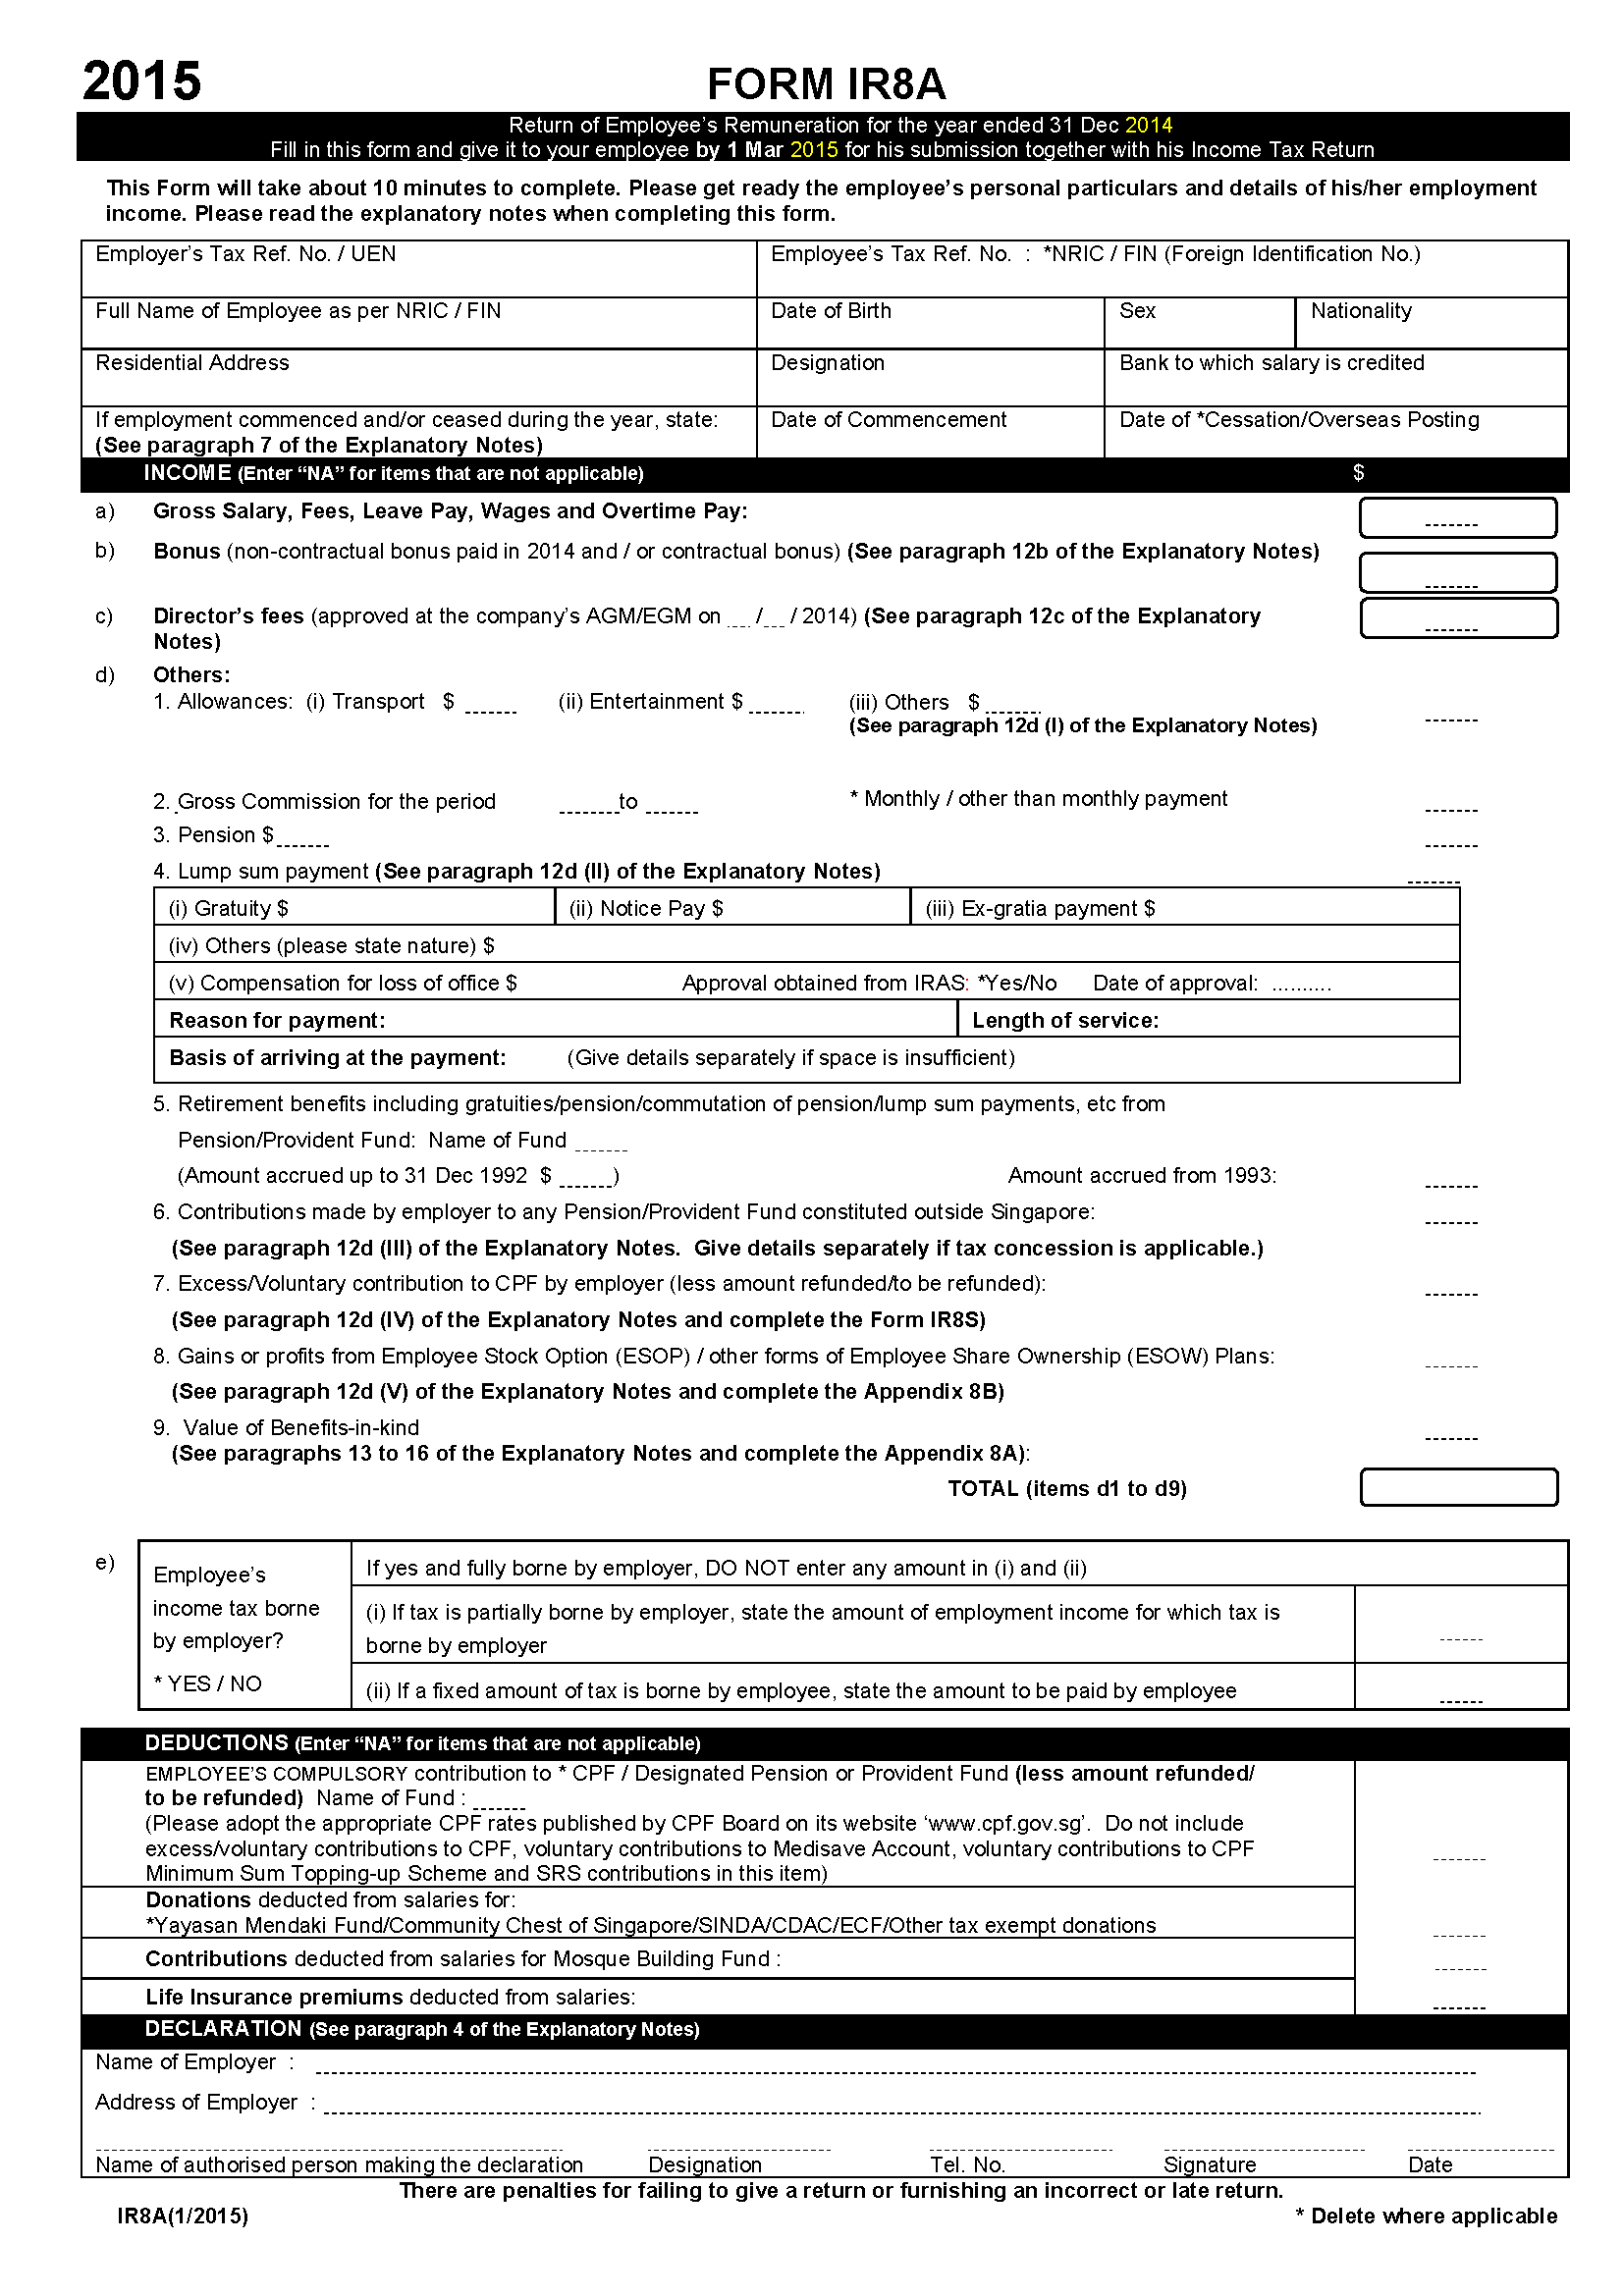 2015 FORM IR8A
Return of Employee’s Remuneration for the year ended 31 Dec 2014
Fill in this form and give it to your employee by 1 Mar 2015 for his submission together with his Income Tax Return
This Form will take about 10 minutes to complete. Please get ready the employee’s personal particulars and details of his/her employment
income. Please read the explanatory notes when completing this form.
Employer’s Tax Ref. No. / UEN Employee’s Tax Ref. No. : *NRIC / FIN (Foreign Identification No.)
Full Name of Employee as per NRIC / FIN Date of Birth Sex Nationality
Residential Address Designation Bank to which salary is credited
If employment commenced and/or ceased during the year, state: Date of Commencement Date of *Cessation/Overseas Posting
(See paragraph 7 of the Explanatory Notes)
INCOME (Enter “NA” for items that are not applicable) $
a) Gross Salary, Fees, Leave Pay, Wages and Overtime Pay: -------
b) Bonus (non-contractual bonus paid in 2014 and / or contractual bonus) (See paragraph 12b of the Explanatory Notes)
-------
c) Director’s fees (approved at the company’s AGM/EGM on ... /... / 2014) (See paragraph 12c of the Explanatory -------
Notes)
d) Others:
1. Allowances: (i) Transport $ ------- (ii) Entertainment $ ------- (iii) Others $ -------
(See paragraph 12d (I) of the Explanatory Notes) -------
2. Gross Commission for the period --------to ------- * Monthly / other than monthly payment -------
3. Pension $------- -------
4. Lump sum payment (See paragraph 12d (II) of the Explanatory Notes) -------
(i) Gratuity $ (ii) Notice Pay $ (iii) Ex-gratia payment $
(iv) Others (please state nature) $
(v) Compensation for loss of office $ Approval obtained from IRAS: *Yes/No Date of approval: ..........
Reason for payment: Length of service:
Basis of arriving at the payment: (Give details separately if space is insufficient)
5. Retirement benefits including gratuities/pension/commutation of pension/lump sum payments, etc from
Pension/Provident Fund: Name of Fund -------
(Amount accrued up to 31 Dec 1992 $ -------) Amount accrued from 1993: -------
6. Contributions made by employer to any Pension/Provident Fund constituted outside Singapore: -------
(See paragraph 12d (III) of the Explanatory Notes. Give details separately if tax concession is applicable.)
7. Excess/Voluntary contribution to CPF by employer (less amount refunded/to be refunded): -------
(See paragraph 12d (IV) of the Explanatory Notes and complete the Form IR8S)
8. Gains or profits from Employee Stock Option (ESOP) / other forms of Employee Share Ownership (ESOW) Plans: -------
(See paragraph 12d (V) of the Explanatory Notes and complete the Appendix 8B)
9. Value of Benefits-in-kind -------
(See paragraphs 13 to 16 of the Explanatory Notes and complete the Appendix 8A):
TOTAL (items d1 to d9)
e) Employee’s
income tax borne
by employer?
* YES / NO
If yes and fully borne by employer, DO NOT enter any amount in (i) and (ii)
(i) If tax is partially borne by employer, state the amount of employment income for which tax is
borne by employer ------
(ii) If a fixed amount of tax is borne by employee, state the amount to be paid by employee ------
DEDUCTIONS (Enter “NA” for items that are not applicable)
EMPLOYEE’S COMPULSORY contribution to * CPF / Designated Pension or Provident Fund (less amount refunded/
to be refunded) Name of Fund : -------
(Please adopt the appropriate CPF rates published by CPF Board on its website ‘www.cpf.gov.sg’. Do not include
excess/voluntary contributions to CPF, voluntary contributions to Medisave Account, voluntary contributions to CPF
Minimum Sum Topping-up Scheme and SRS contributions in this item) -------
Donations deducted from salaries for:
*Yayasan Mendaki Fund/Community Chest of Singapore/SINDA/CDAC/ECF/Other tax exempt donations -------
Contributions deducted from salaries for Mosque Building Fund : -------
Life Insurance premiums deducted from salaries: -------
DECLARATION (See paragraph 4 of the Explanatory Notes)
Name of Employer :
Address of Employer :
Name of authorised person making the declaration Designation Tel. No. Signature Date
There are penalties for failing to give a return or furnishing an incorrect or late return.
IR8A(1/2015) * Delete where applicable